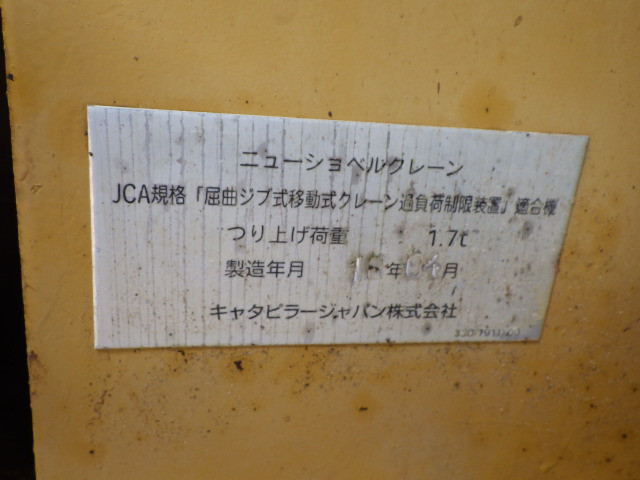 ニューショベルクレーン
JCA規格「屈曲ジブ式移動式クレーン過負荷制限装置」適合機
つり上げ荷重 1.7t
製造年月 年 04 月
キャタピラージャパン株式会社